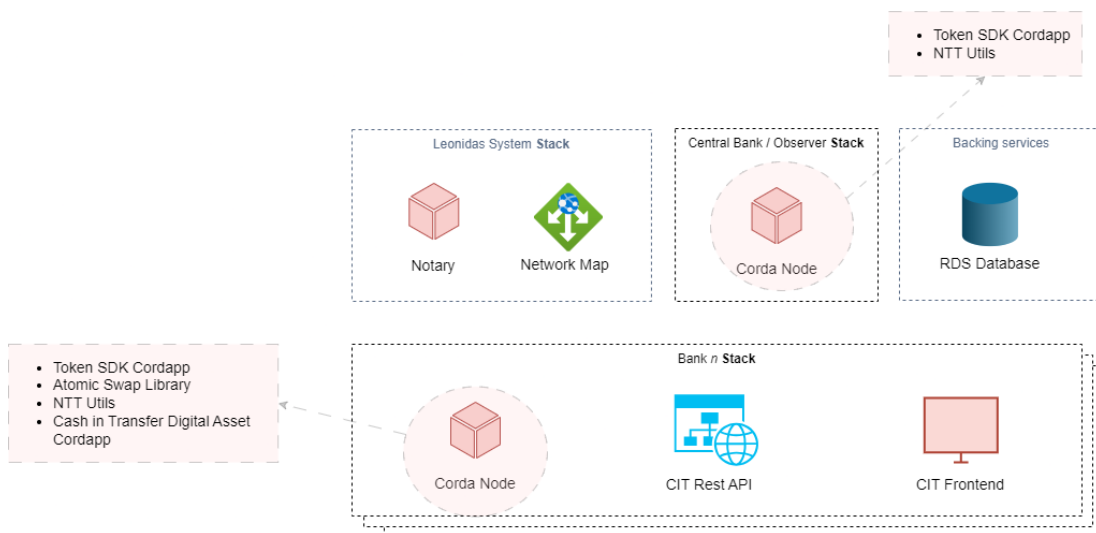 • Token SDK Cordapp
• NTT Utils
Leonidas System Stack
Central Bank / Observer Stack
Backing services
Notary
Network Map
Corda Node
RDS Database
• Token SDK Cordapp
• Atomic Swap Library
• NTT Utils
• Cash in Transfer Digital Asset
Cordapp
Bank n Stack
Corda Node
CIT Rest API
CIT Frontend